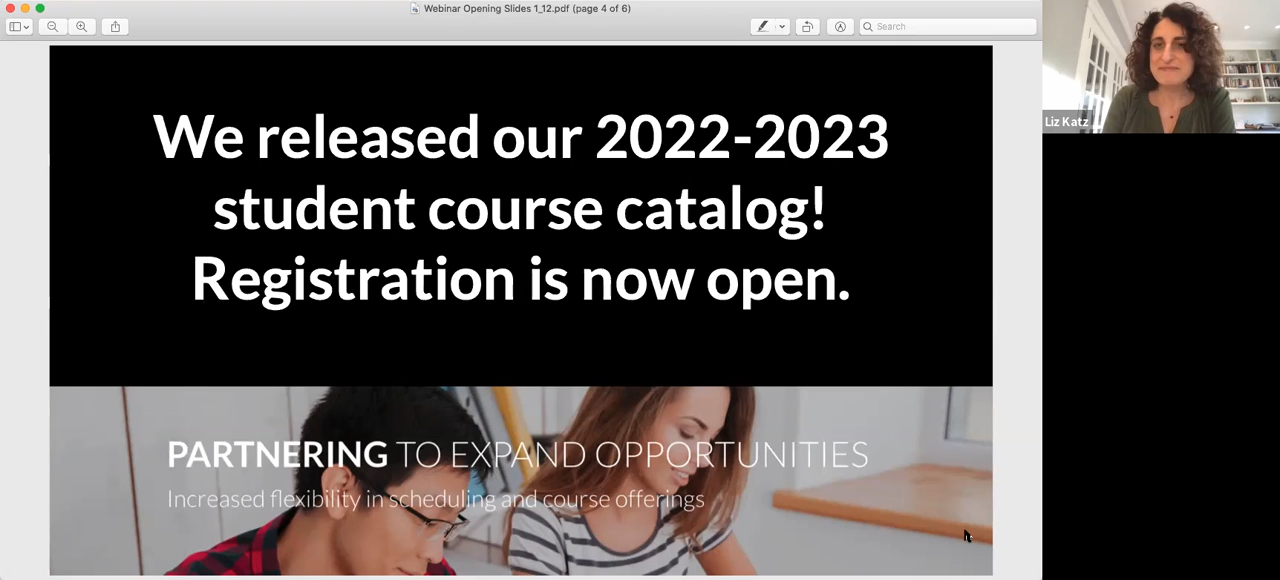 Webinar Opening Slides 1_12.pdf (page 4 of 6)
Search
Liz Katz
We released our 2022-2023
student course catalog!
Registration is now open.
PARTNERING TO EXPAND OPPORTUNITIES
Increased flexibility in scheduling and course offerings